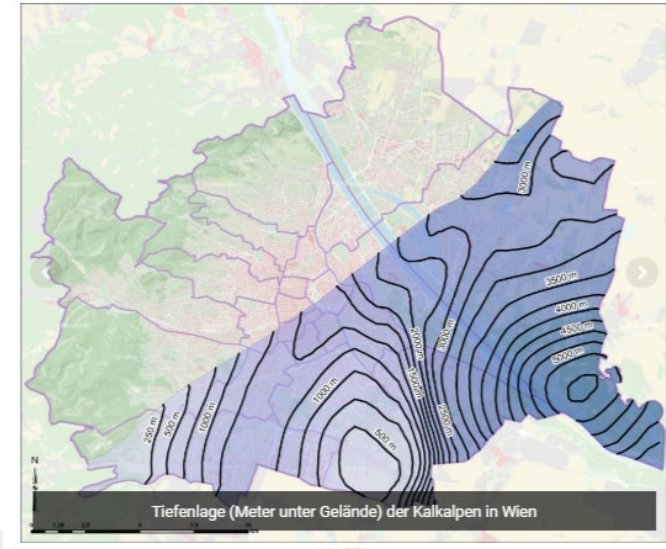 3000 m
3500 m
4000 m
4500 m
5000 m
2000 m
3000 m
1500 m
2500 m
1000 m
500 m
250 m
500 m
1000 m
N
Tiefenlage (Meter unter Gelände) der Kalkalpen in Wien